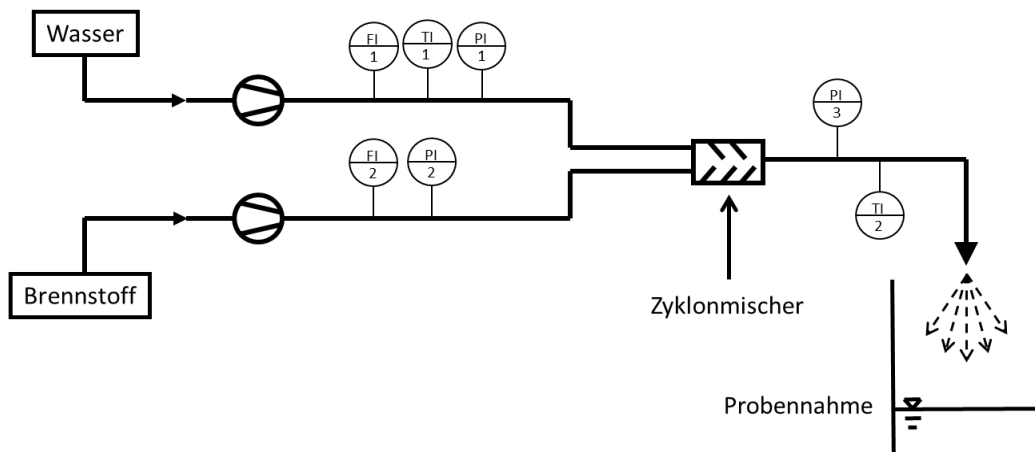 Wasser
FI
1
TI
1
PI
1
FI
2
PI
2
PI
3
TI
2
Brennstoff
Zyklonmischer
Probennahme